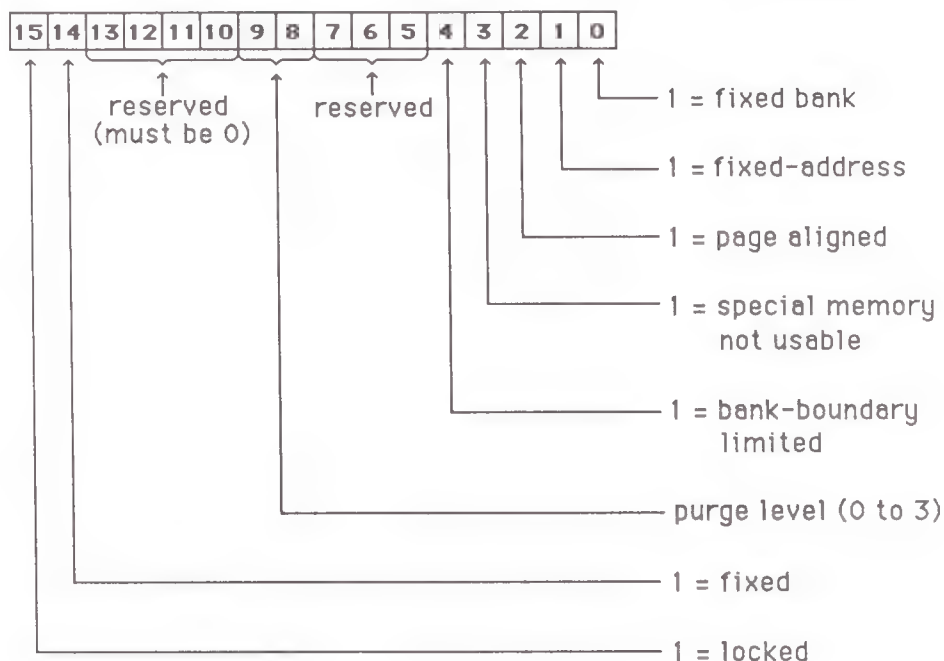 15 14 13 12 11 10 9 8 7 6 5 4 3 2 1 0
reserved
(must be 0)
reserved
1 = fixed bank
1 = fixed-address
1 = page aligned
1 = special memory
not usable
1 = bank-boundary
limited
purge level (0 to 3)
1 = fixed
1 = locked